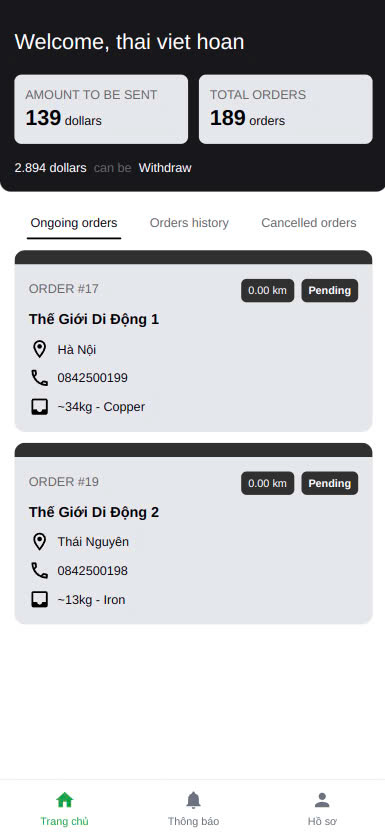 Welcome, thai viet hoan
AMOUNT TO BE SENT
139 dollars
TOTAL ORDERS
189 orders
2.894 dollars can be Withdraw
Ongoing orders Orders history Cancelled orders
ORDER #17 0.00 km Pending
Thế Giới Di Động 1
Hà Nội
0842500199
~34kg - Copper
ORDER #19 0.00 km Pending
Thế Giới Di Động 2
Thái Nguyên
0842500198
~13kg - Iron
Trang chủ Thông báo Hồ sơ